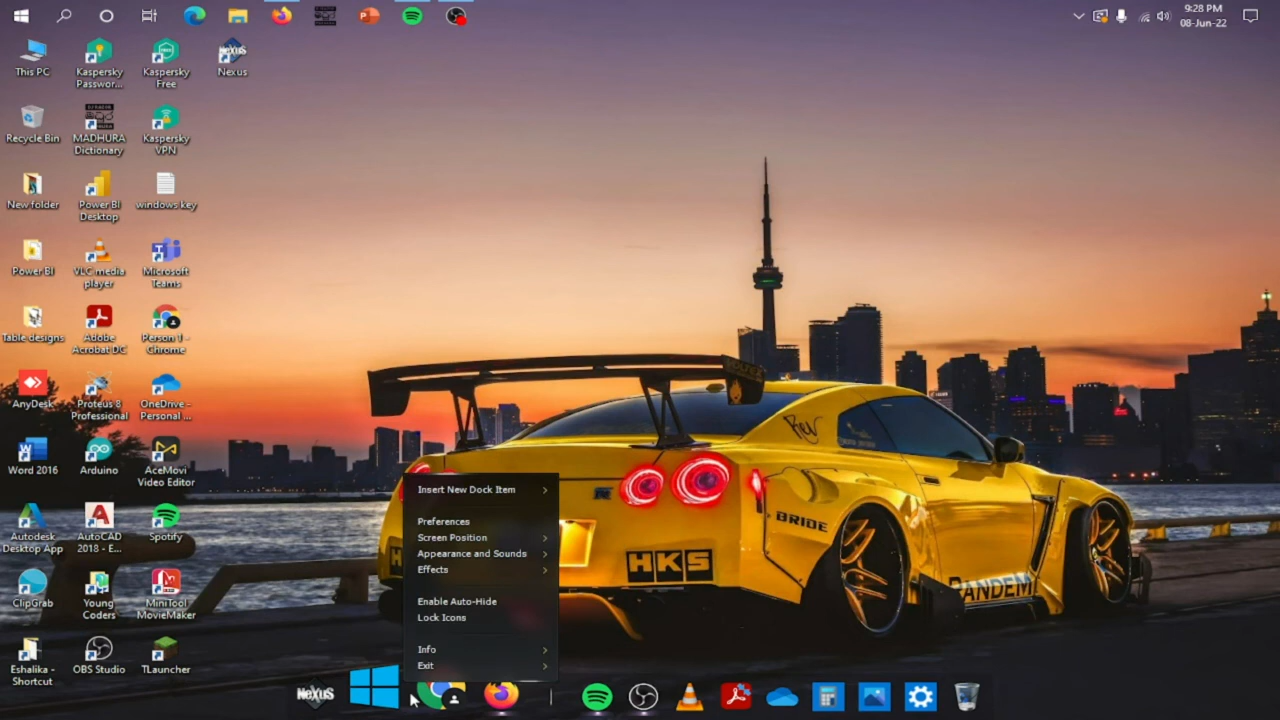 9:28 PM
08-Jun-22
This PC
Kaspersky
Passwor...
Kaspersky
Free
NeXuS
Nexus
Recycle Bin
MADHURA
Dictionary
Kaspersky
VPN
New folder
Power BI
Desktop
windows key
Power BI
VLC media
player
Microsoft
Teams
Table designs
Adobe
Acrobat DC
Person 1 -
Chrome
AnyDesk
Proteus 8
Professional
OneDrive -
Personal ...
Word 2016
Arduino
AceMovi
Video Editor
Autodesk
Desktop App
AutoCAD
2018 - E...
Spotify
ClipGrab
Young
Coders
MiniTool
MovieMaker
Eshalika -
Shortcut
OBS Studio
TLauncher
Insert New Dock Item
Preferences
Screen Position
Appearance and Sounds
Effects
Enable Auto-Hide
Lock Icons
Info
Exit
Rev
BRIDE
HKS
PANDEM
NeXuS